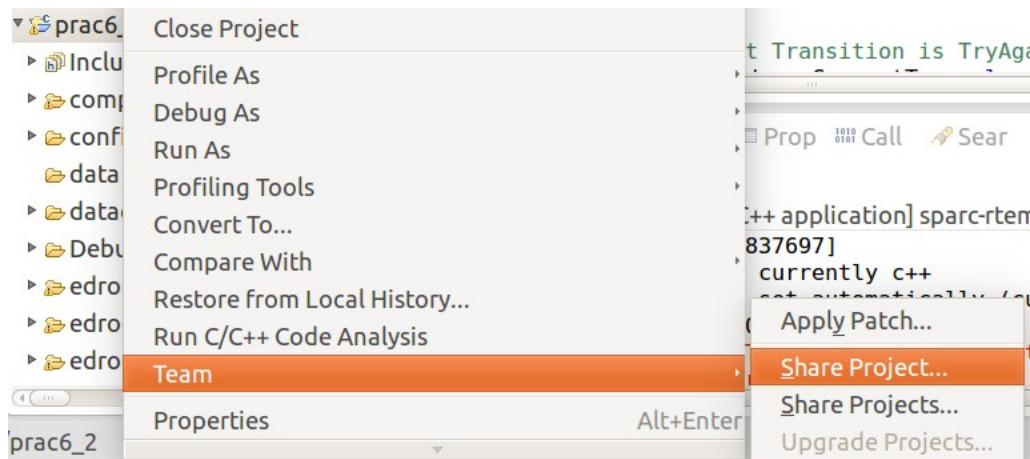 prac6_
Close Project
Inclu
Profile As
t Transition is TryAga
comp
Debug As
confi
Run As
Prop
Call
Sear
data
Profiling Tools
data
Convert To...
C++ application] sparc-rtem
Debu
Compare With
837697]
currently c++
edro
Restore from Local History...
edro
Run C/C++ Code Analysis
Apply Patch...
edro
Team
Share Project...
Properties
Alt+Enter
Share Projects...
prac6_2
Upgrade Projects...